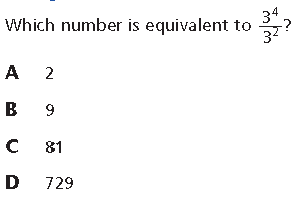 Which number is equivalent to 3⁴/3²?
A 2
B 9
C 81
D 729